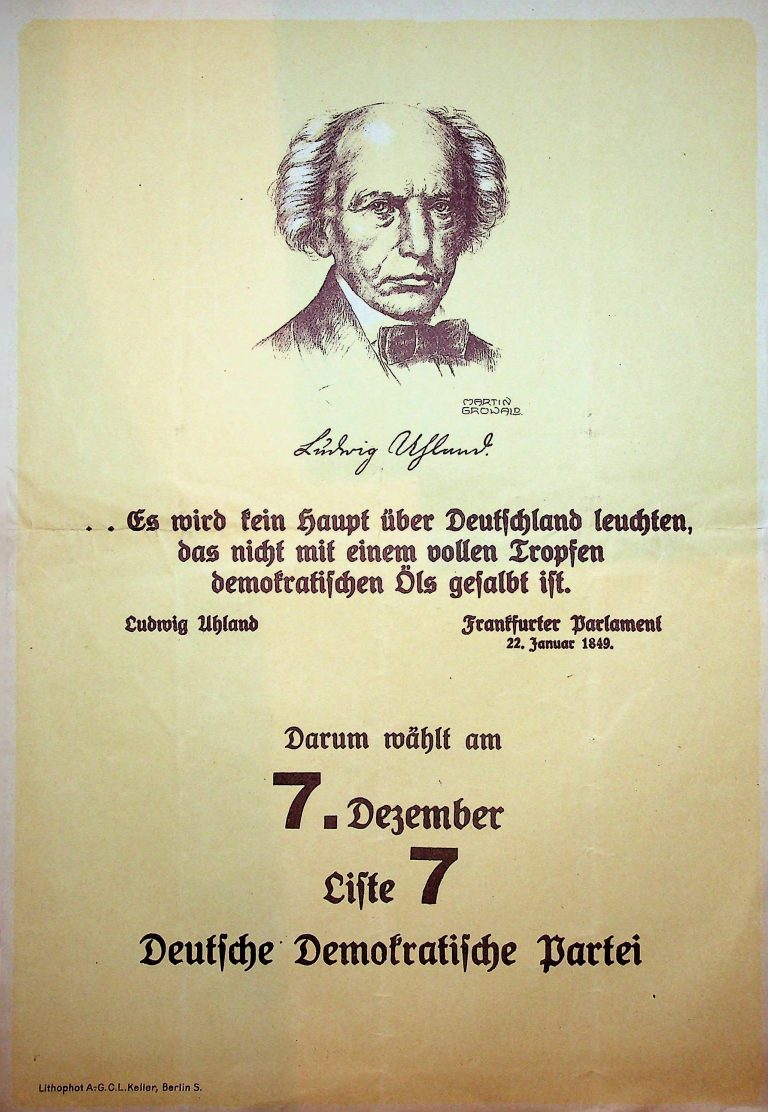 MARTIN
GROWALD.
Ludwig Uhland.
. . Es wird kein Haupt über Deutschland leuchten,
das nicht mit einem vollen Tropfen
demokratischen Öls gesalbt ist.
Ludwig Uhland
Frankfurter Parlament
22. Januar 1849.
Darum wählt am
7. Dezember
Liste 7
Deutsche Demokratische Partei
Lithophot A.-G. C. L. Keller, Berlin S.